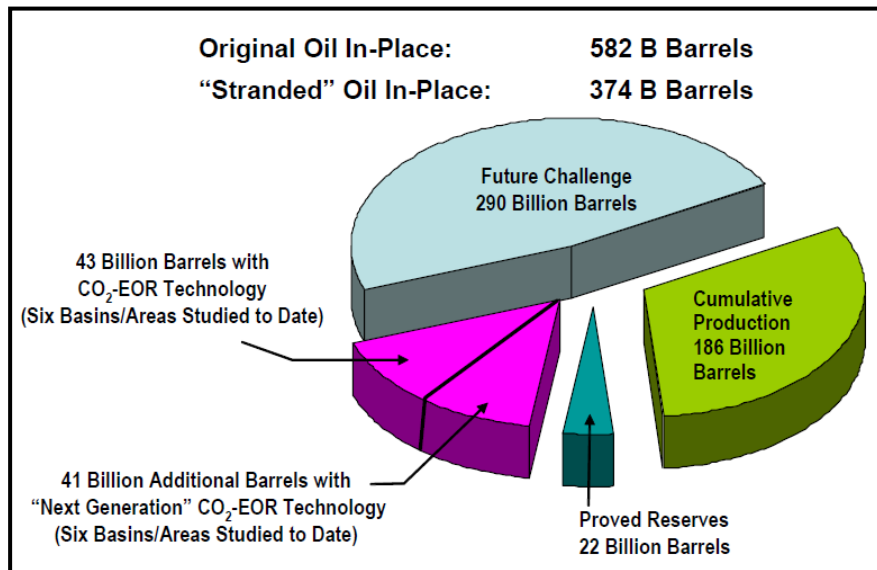 Original Oil In-Place: 582 B Barrels
“Stranded” Oil In-Place: 374 B Barrels
Future Challenge
290 Billion Barrels
43 Billion Barrels with
CO₂-EOR Technology
(Six Basins/Areas Studied to Date)
Cumulative
Production
186 Billion
Barrels
41 Billion Additional Barrels with
“Next Generation” CO₂-EOR Technology
(Six Basins/Areas Studied to Date)
Proved Reserves
22 Billion Barrels